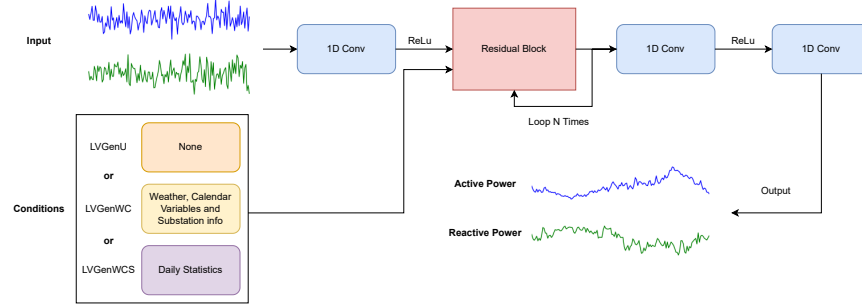 Input
1D Conv
ReLu
Residual Block
1D Conv
ReLu
1D Conv
Loop N Times
Conditions
LVGenU
None
or
LVGenWC
Weather, Calendar
Variables and
Substation info
or
LVGenWCS
Daily Statistics
Active Power
Reactive Power
Output